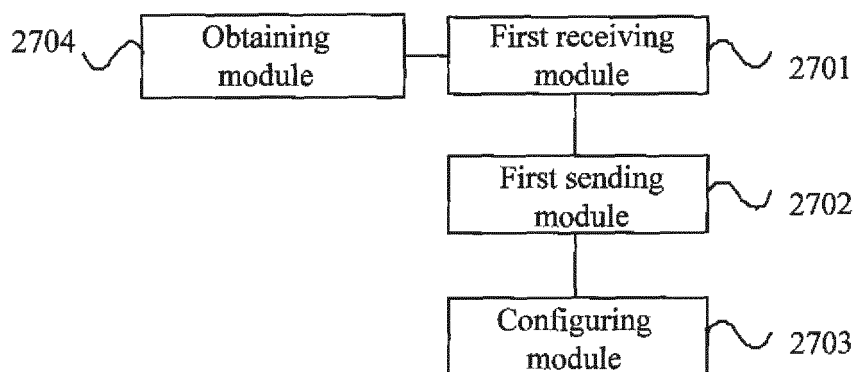 2704
Obtaining
module
First receiving
module
2701
First sending
module
2702
Configuring
module
2703